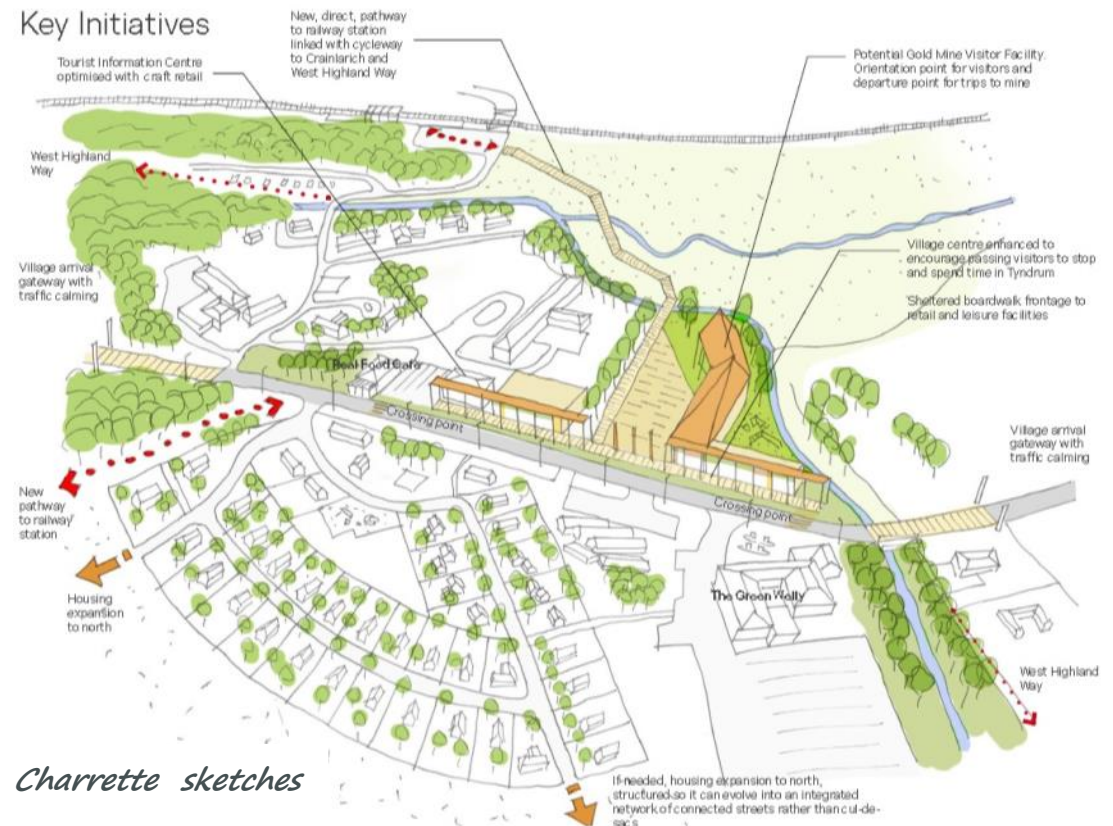 Key Initiatives
New, direct, pathway
to railway station
linked with cycleway
to Crainlarich and
West Highland Way
Tourist Information Centre
optimised with craft retail
Potential Gold Mine Visitor Facility.
Orientation point for visitors and
departure point for trips to mine
West Highland
Way
Village arrival
gateway with
traffic calming
Village centre enhanced to
encourage passing visitors to stop
and spend time in Tyndrum
Sheltered boardwalk frontage to
retail and leisure facilities
Real Food Cafe
Crossing point
Village arrival
gateway with
traffic calming
New
pathway
to railway
station
Crossing point
Housing
expansion
to north
The Green Welly
West Highland
Way
Charrette sketches
If needed, housing expansion to north,
structured so it can evolve into an integrated
network of connected streets rather than cul-de-
sacs